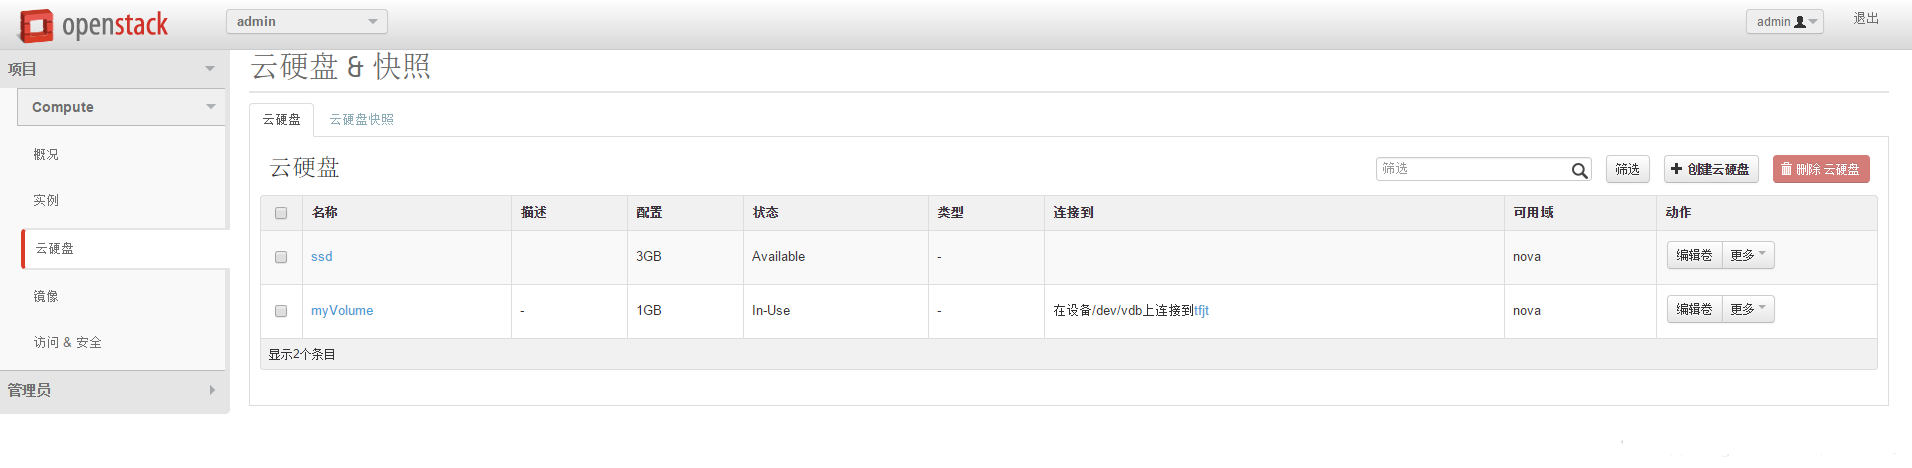 openstack admin admin 退出
项目
Compute
概况
实例
云硬盘
镜像
访问 & 安全
管理员
云硬盘 & 快照
云硬盘 云硬盘快照
云硬盘 筛选 筛选 创建云硬盘 删除 云硬盘
名称 描述 配置 状态 类型 连接到 可用域 动作
ssd 3GB Available - nova 编辑卷 更多
myVolume - 1GB In-Use - 在设备/dev/vdb上连接到tfjt nova 编辑卷 更多
显示2个条目